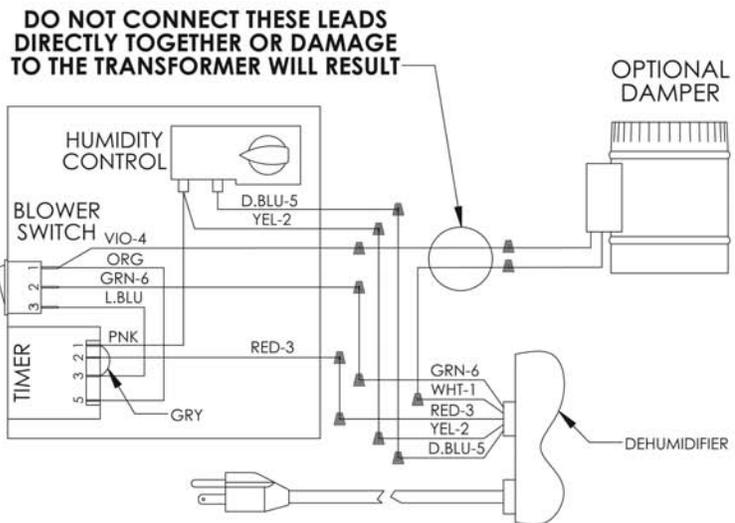 DO NOT CONNECT THESE LEADS
DIRECTLY TOGETHER OR DAMAGE
TO THE TRANSFORMER WILL RESULT
OPTIONAL
DAMPER
HUMIDITY
CONTROL
D.BLU-5
YEL-2
BLOWER
SWITCH
VIO-4
ORG
GRN-6
L.BLU
1
2
3
PNK
RED-3
TIMER
1
2
3
5
GRY
GRN-6
WHT-1
RED-3
YEL-2
D.BLU-5
DEHUMIDIFIER